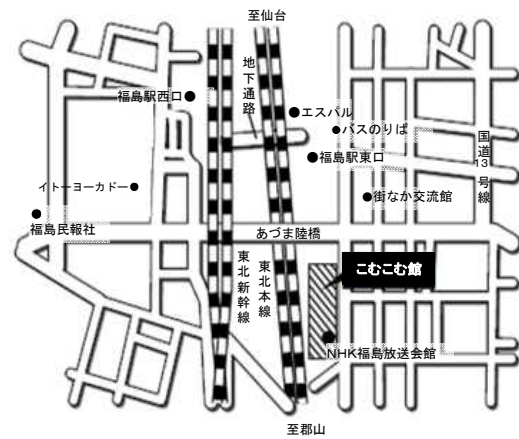 至仙台
地下通路
福島駅西口
エスパル
バスのりば
福島駅東口
国道13号線
イトーヨーカドー
街なか交流館
福島民報社
あづま陸橋
東北新幹線
東北本線
こむこむ館
NHK福島放送会館
至郡山